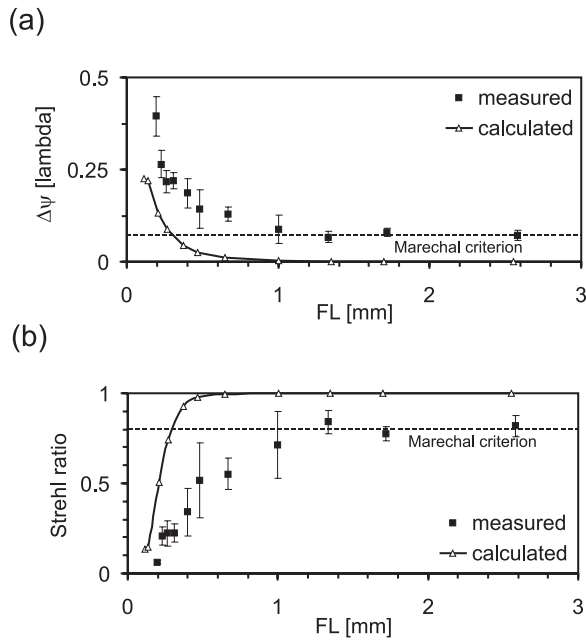 (a)
0.5
0.25
0
Δψ [lambda]
measured
calculated
Marechal criterion
0 1 2 3
FL [mm]
(b)
1
0.5
0
Strehl ratio
Marechal criterion
measured
calculated
0 1 2 3
FL [mm]